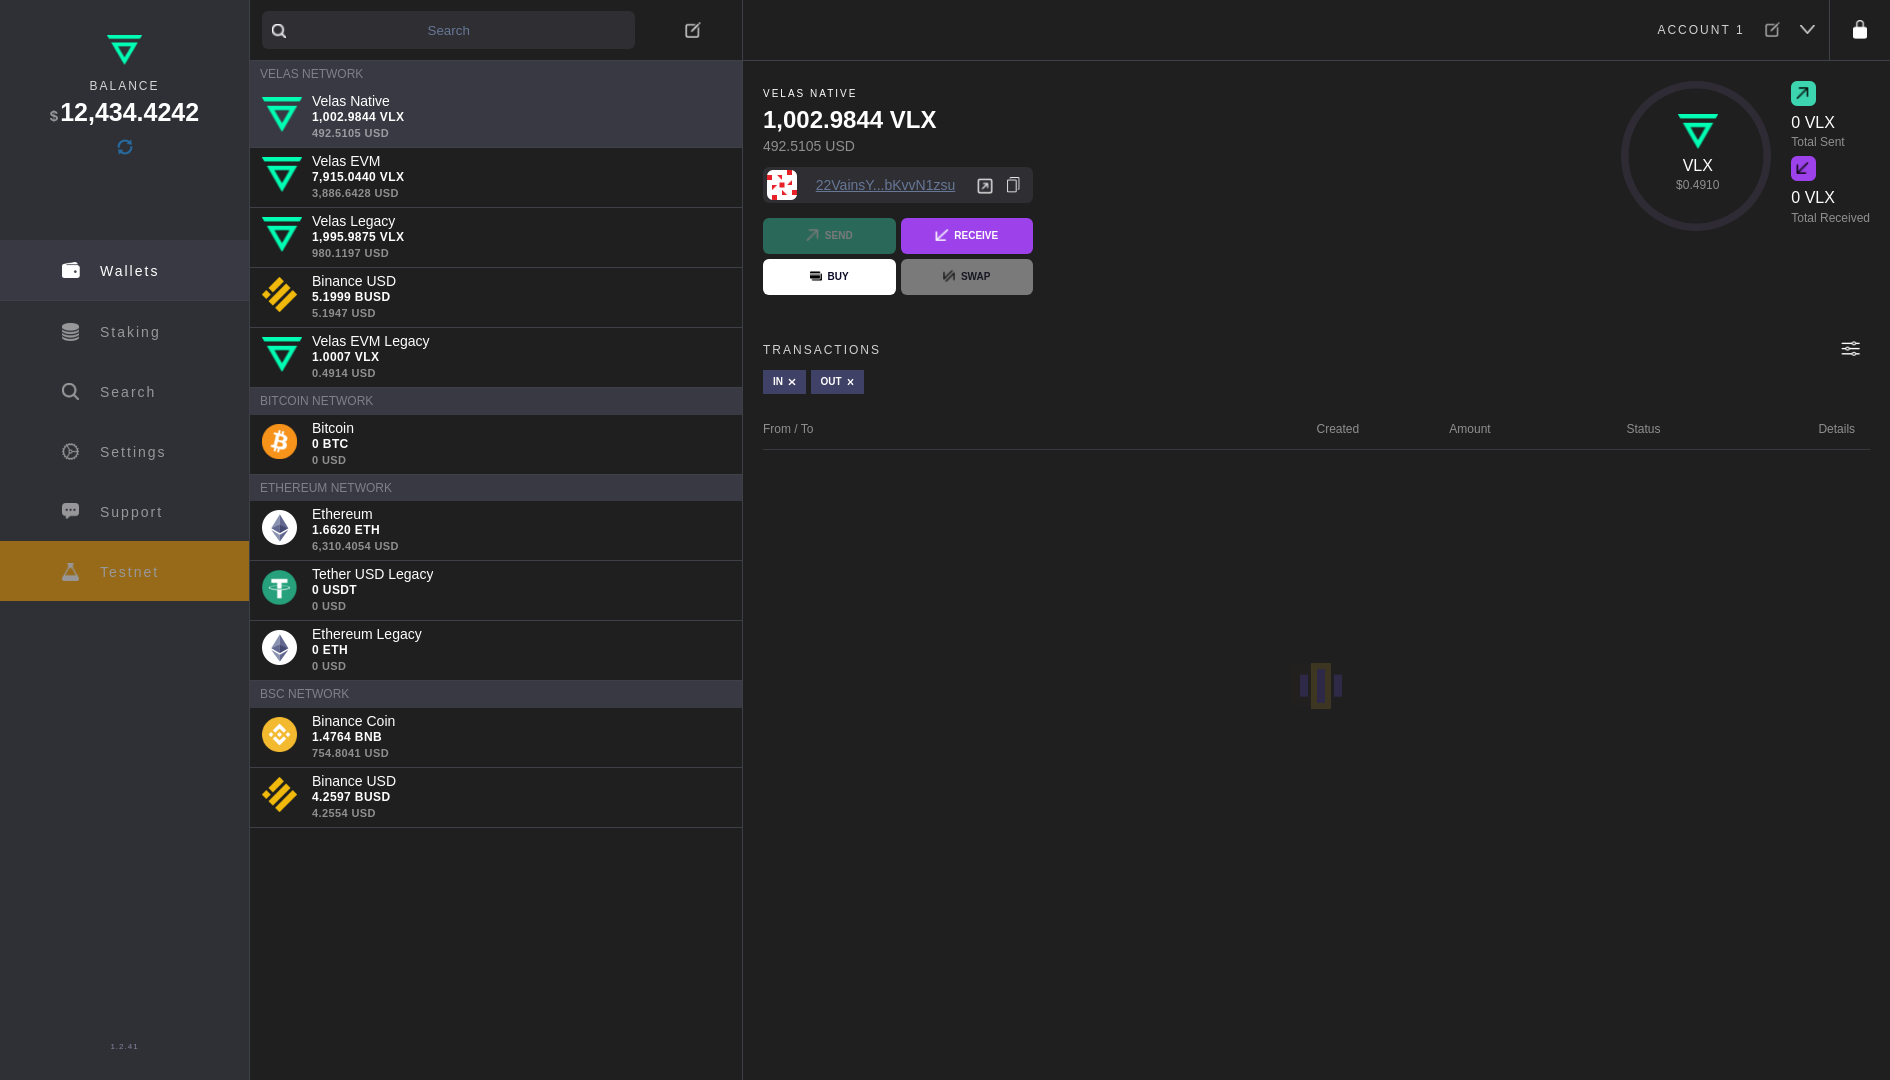 BALANCE
$12,434.4242
Wallets
Staking
Search
Settings
Support
Testnet
1.2.41
Search
VELAS NETWORK
Velas Native
1,002.9844 VLX
492.5105 USD
Velas EVM
7,915.0440 VLX
3,886.6428 USD
Velas Legacy
1,995.9875 VLX
980.1197 USD
Binance USD
5.1999 BUSD
5.1947 USD
Velas EVM Legacy
1.0007 VLX
0.4914 USD
BITCOIN NETWORK
Bitcoin
0 BTC
0 USD
ETHEREUM NETWORK
Ethereum
1.6620 ETH
6,310.4054 USD
Tether USD Legacy
0 USDT
0 USD
Ethereum Legacy
0 ETH
0 USD
BSC NETWORK
Binance Coin
1.4764 BNB
754.8041 USD
Binance USD
4.2597 BUSD
4.2554 USD
ACCOUNT 1
VELAS NATIVE
1,002.9844 VLX
492.5105 USD
22VainsY...bKvvN1zsu
SEND
RECEIVE
BUY
SWAP
VLX
$0.4910
0 VLX
Total Sent
0 VLX
Total Received
TRANSACTIONS
IN ×
OUT ×
From / To Created Amount Status Details